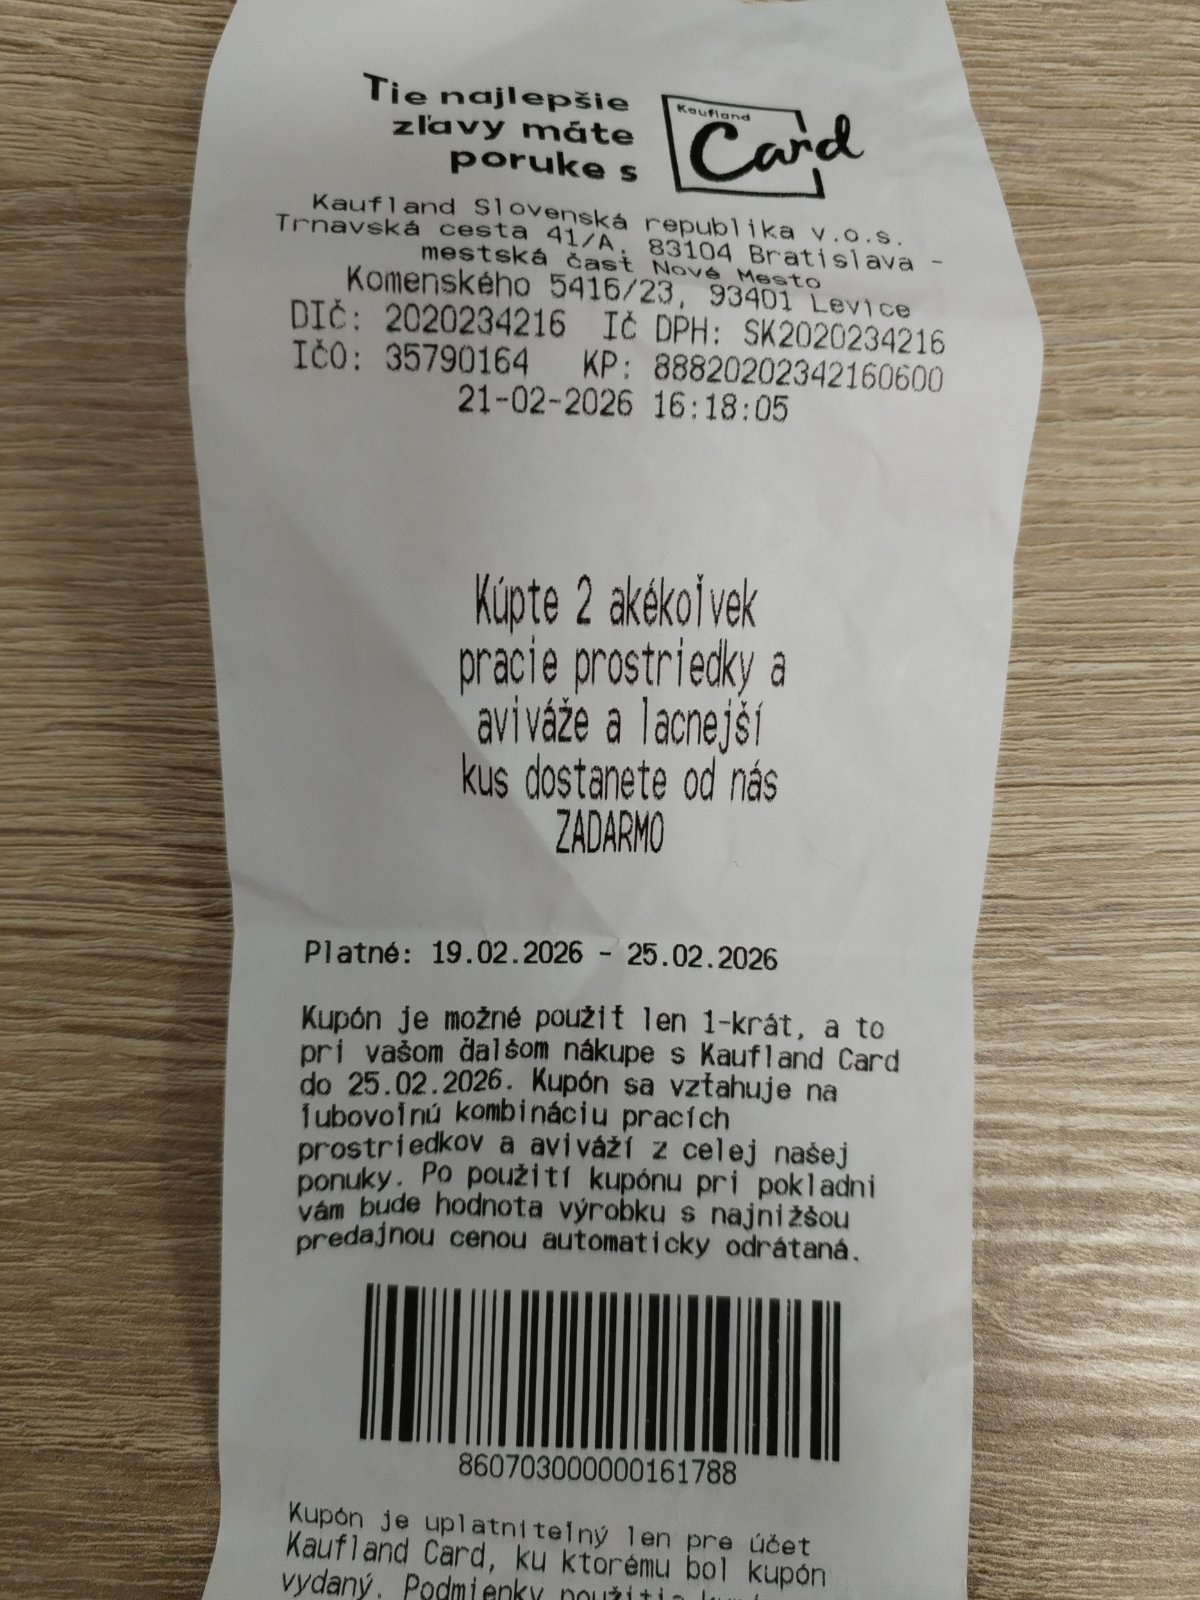 Tie najlepšie
zľavy máte
poruke s
Kaufland
Card
Kaufland Slovenská republika v.o.s.
Trnavská cesta 41/A, 83104 Bratislava -
mestská časť Nové Mesto
Komenského 5416/23, 93401 Levice
DIČ: 2020234216 IČ DPH: SK2020234216
IČO: 35790164 KP: 88820202342160600
21-02-2026 16:18:05
Kúpte 2 akékoľvek
pracie prostriedky a
aviváže a lacnejší
kus dostanete od nás
ZADARMO
Platné: 19.02.2026 - 25.02.2026
Kupón je možné použiť len 1-krát, a to
pri vašom ďalšom nákupe s Kaufland Card
do 25.02.2026. Kupón sa vzťahuje na
ľubovoľnú kombináciu pracích
prostriedkov a aviváží z celej našej
ponuky. Po použití kupónu pri pokladni
vám bude hodnota výrobku s najnižšou
predajnou cenou automaticky odrátaná.
860703000000161788
Kupón je uplatniteľný len pre účet
Kaufland Card, ku ktorému bol kupón
vydaný. Podmienky použitia